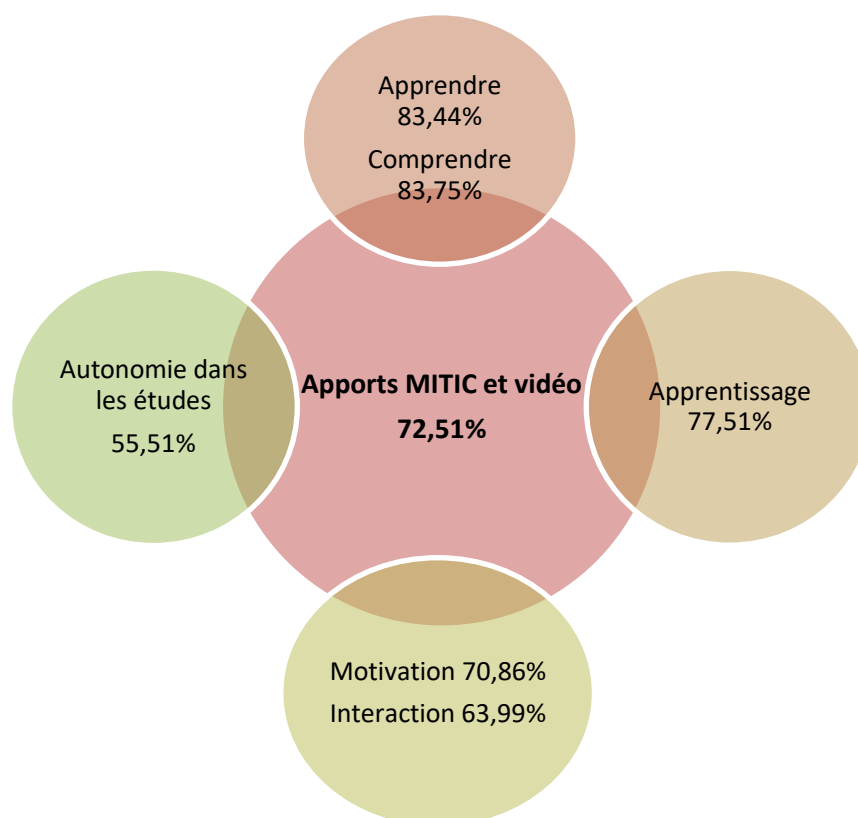 Apprendre
83,44%
Comprendre
83,75%
Autonomie dans
les études
55,51%
Apports MITIC et vidéo
72,51%
Apprentissage
77,51%
Motivation 70,86%
Interaction 63,99%